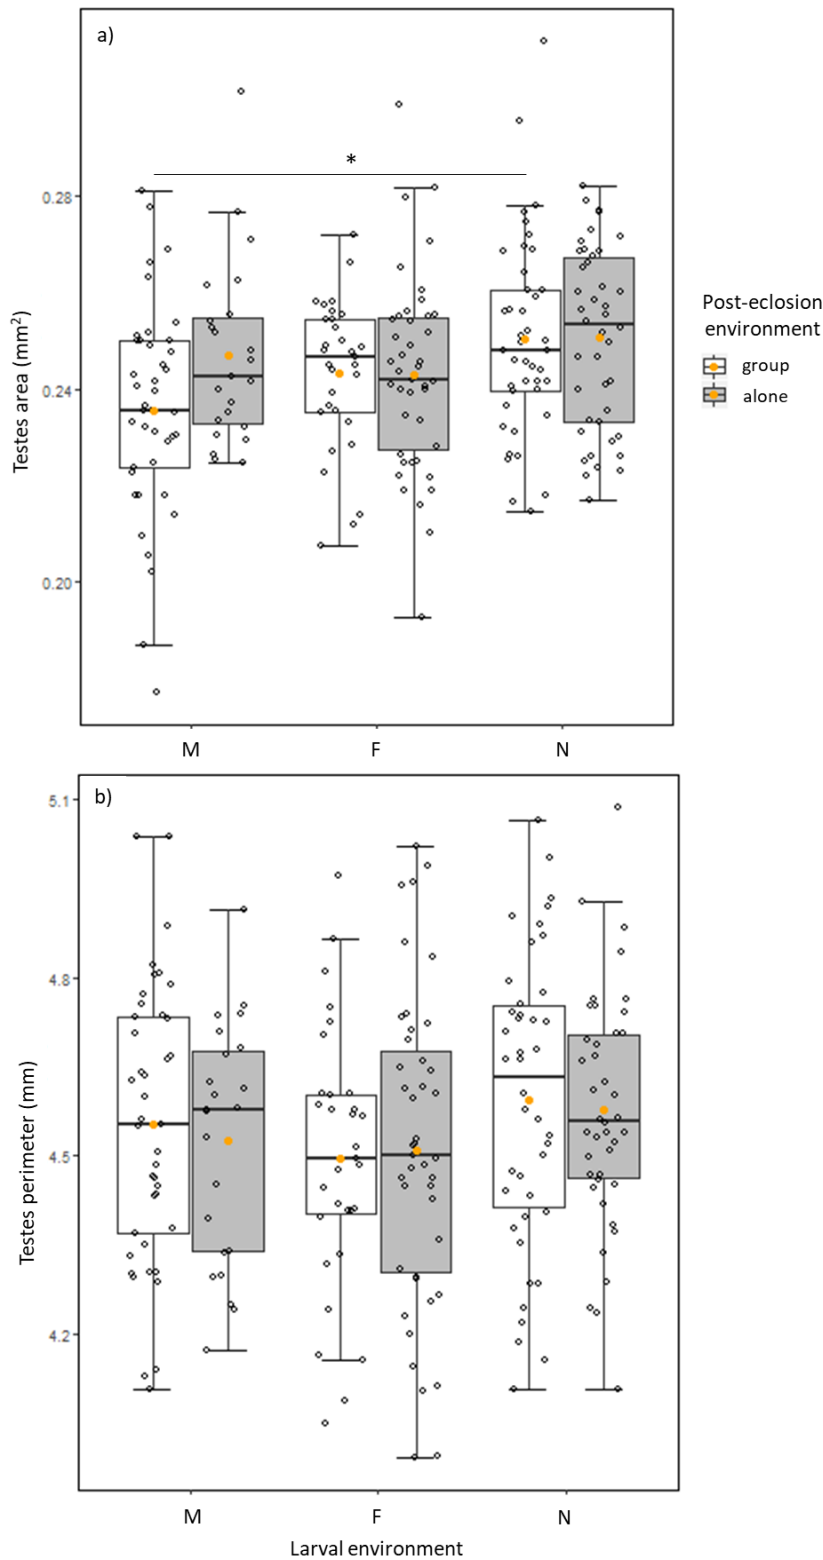 a)
*
0.28
0.24
0.20
Testes area (mm²)
M F N
Post-eclosion
environment
group
alone
b)
5.1
4.8
4.5
4.2
Testes perimeter (mm)
M F N
Larval environment